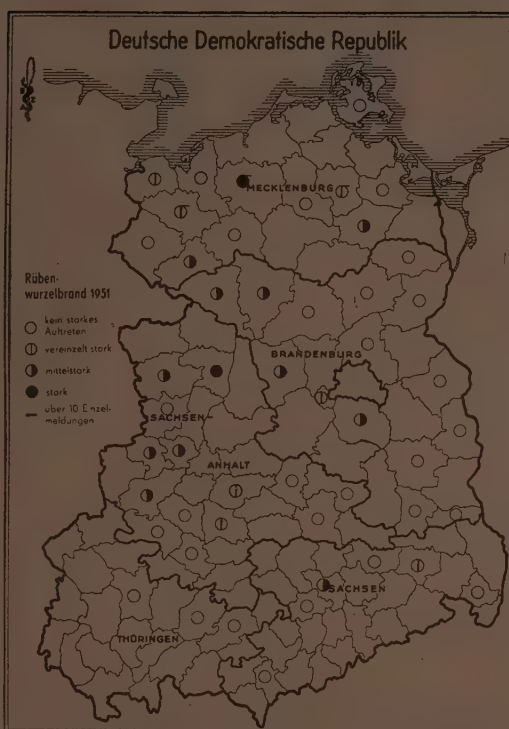 Deutsche Demokratische Republik
MECKLENBURG
Rüben-
wurzelbrand 1951
kein starkes
Auftreten
vereinzelt stark
mittelstark
stark
über 10 Einzel-
meldungen
BRANDENBURG
SACHSEN-
ANHALT
SACHSEN
THÜRINGEN